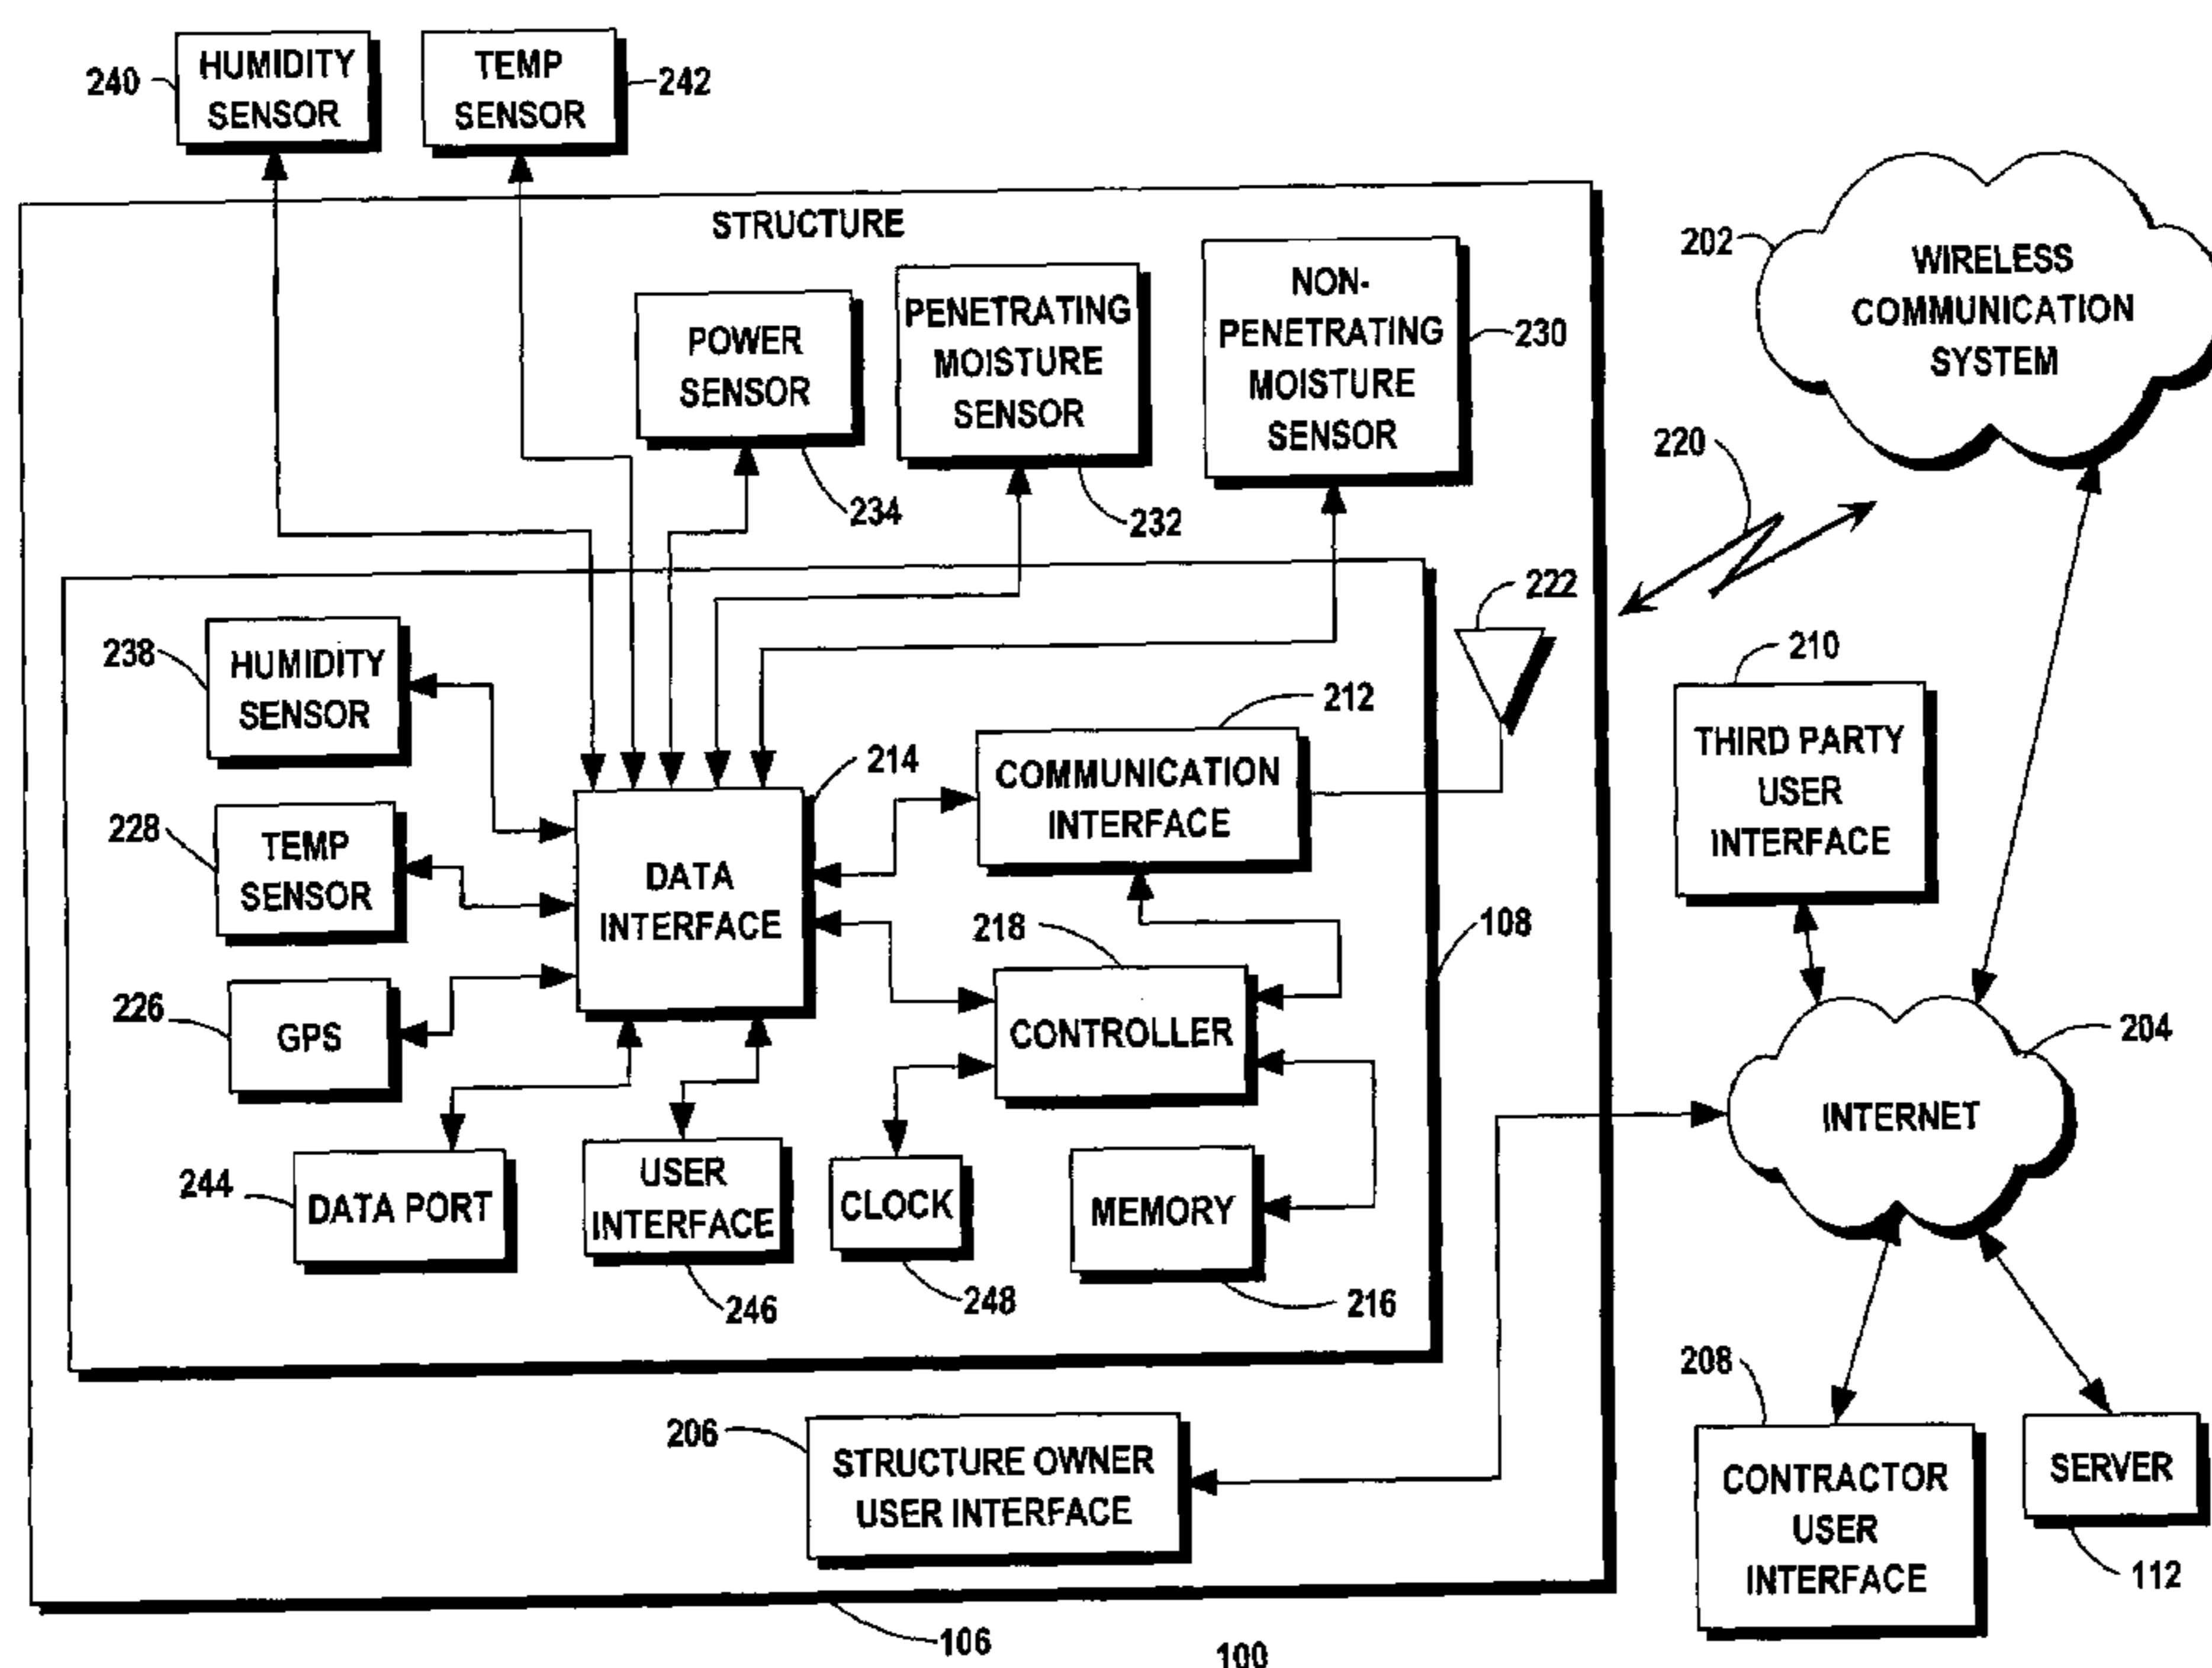 240
HUMIDITY
SENSOR
TEMP
SENSOR
242
STRUCTURE
202
WIRELESS
COMMUNICATION
SYSTEM
POWER
SENSOR
234
PENETRATING
MOISTURE
SENSOR
232
NON-
PENETRATING
MOISTURE
SENSOR
230
220
222
238
HUMIDITY
SENSOR
228
TEMP
SENSOR
226
GPS
214
DATA
INTERFACE
212
COMMUNICATION
INTERFACE
218
CONTROLLER
108
210
THIRD PARTY
USER
INTERFACE
204
INTERNET
244
DATA PORT
USER
INTERFACE
246
CLOCK
248
MEMORY
216
206
STRUCTURE OWNER
USER INTERFACE
208
CONTRACTOR
USER
INTERFACE
SERVER
112
106
100